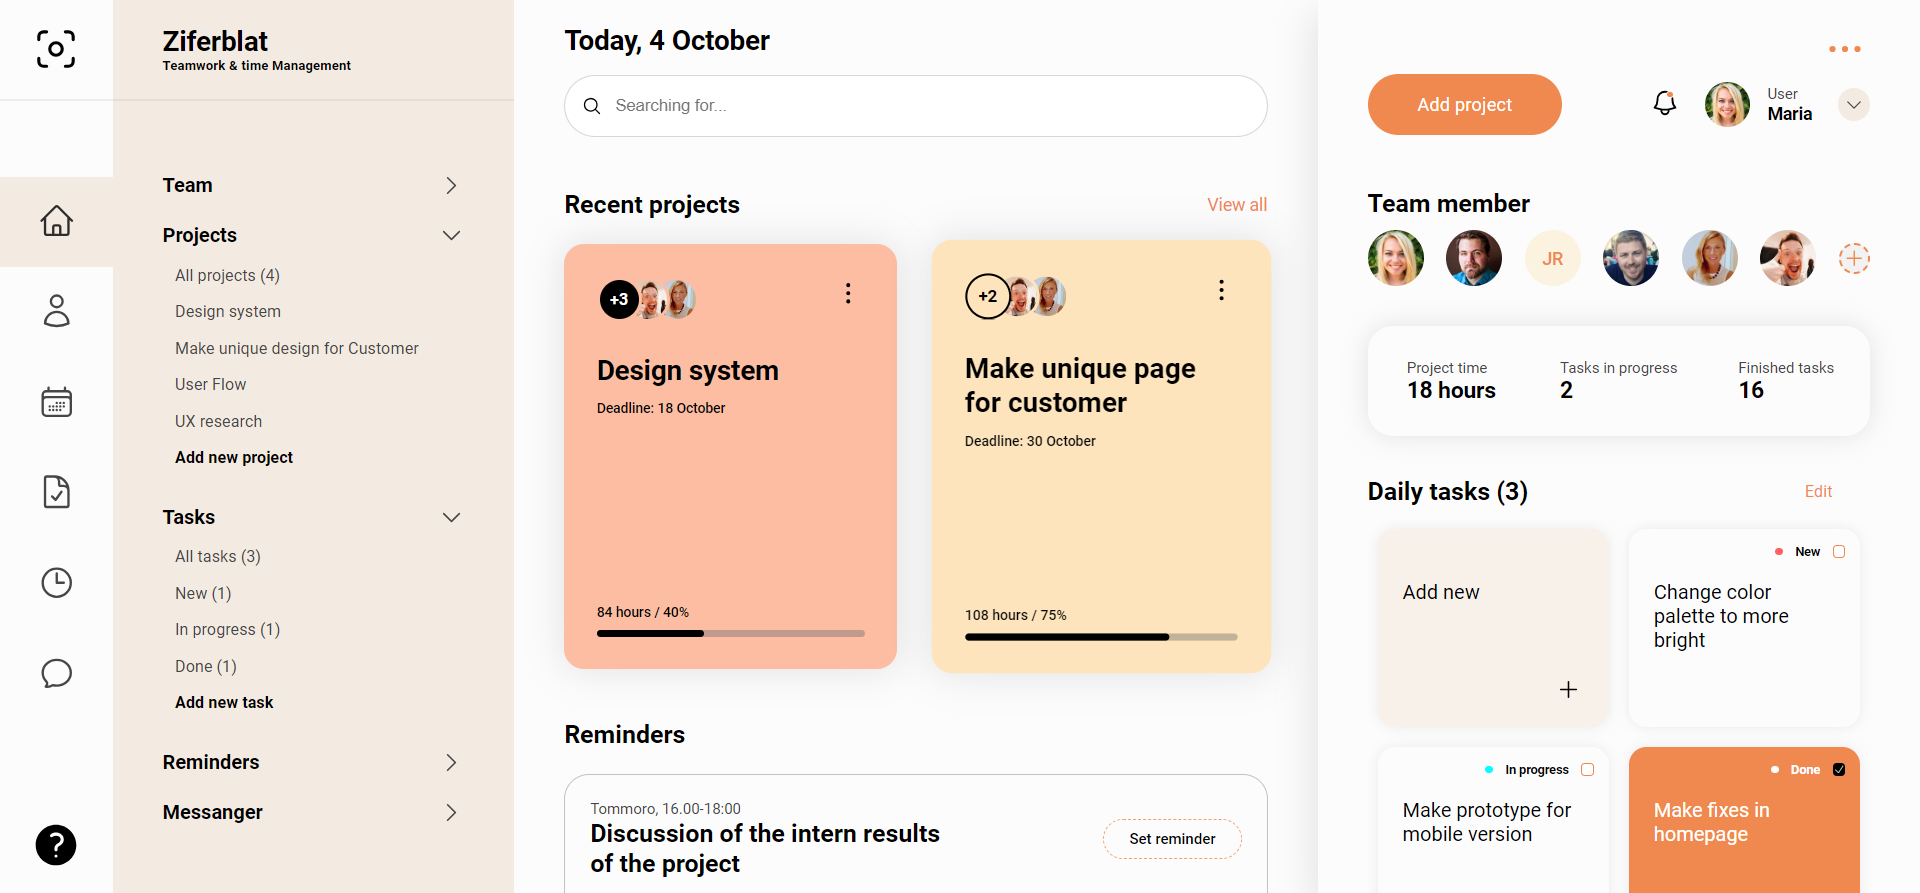 Ziferblat
Teamwork & time Management
Team
Projects
All projects (4)
Design system
Make unique design for Customer
User Flow
UX research
Add new project
Tasks
All tasks (3)
New (1)
In progress (1)
Done (1)
Add new task
Reminders
Messanger
?
Today, 4 October
Searching for...
Recent projects
View all
+3
Design system
Deadline: 18 October
84 hours / 40%
+2
Make unique page
for customer
Deadline: 30 October
108 hours / 75%
Reminders
Tommoro, 16.00-18:00
Discussion of the intern results
of the project
Set reminder
Add project
User
Maria
Team member
JR
Project time
18 hours
Tasks in progress
2
Finished tasks
16
Daily tasks (3)
Edit
Add new
New
Change color
palette to more
bright
In progress
Make prototype for
mobile version
Done
Make fixes in
homepage